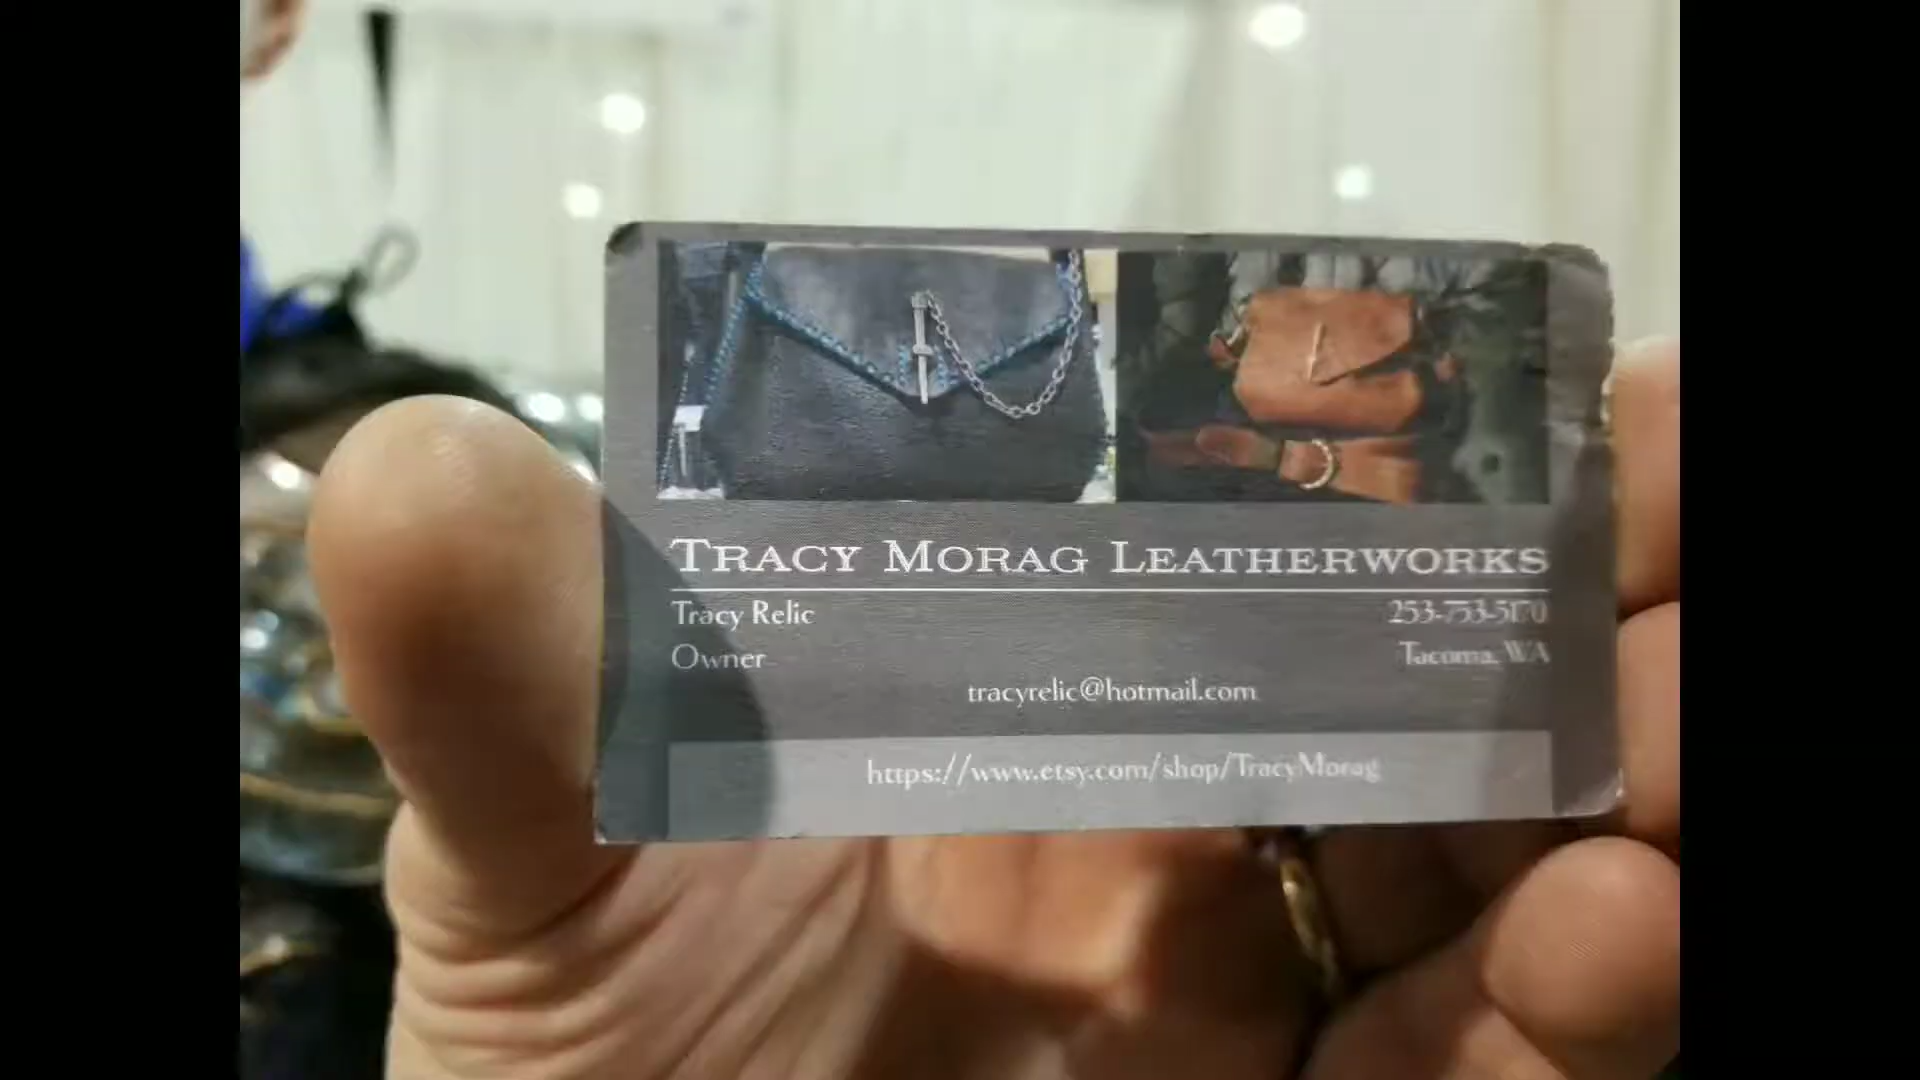 TRACY MORAG LEATHERWORKS
Tracy Relic 253-753-5170
Owner Tacoma, WA
tracyrelic@hotmail.com
https://www.etsy.com/shop/TracyMorag